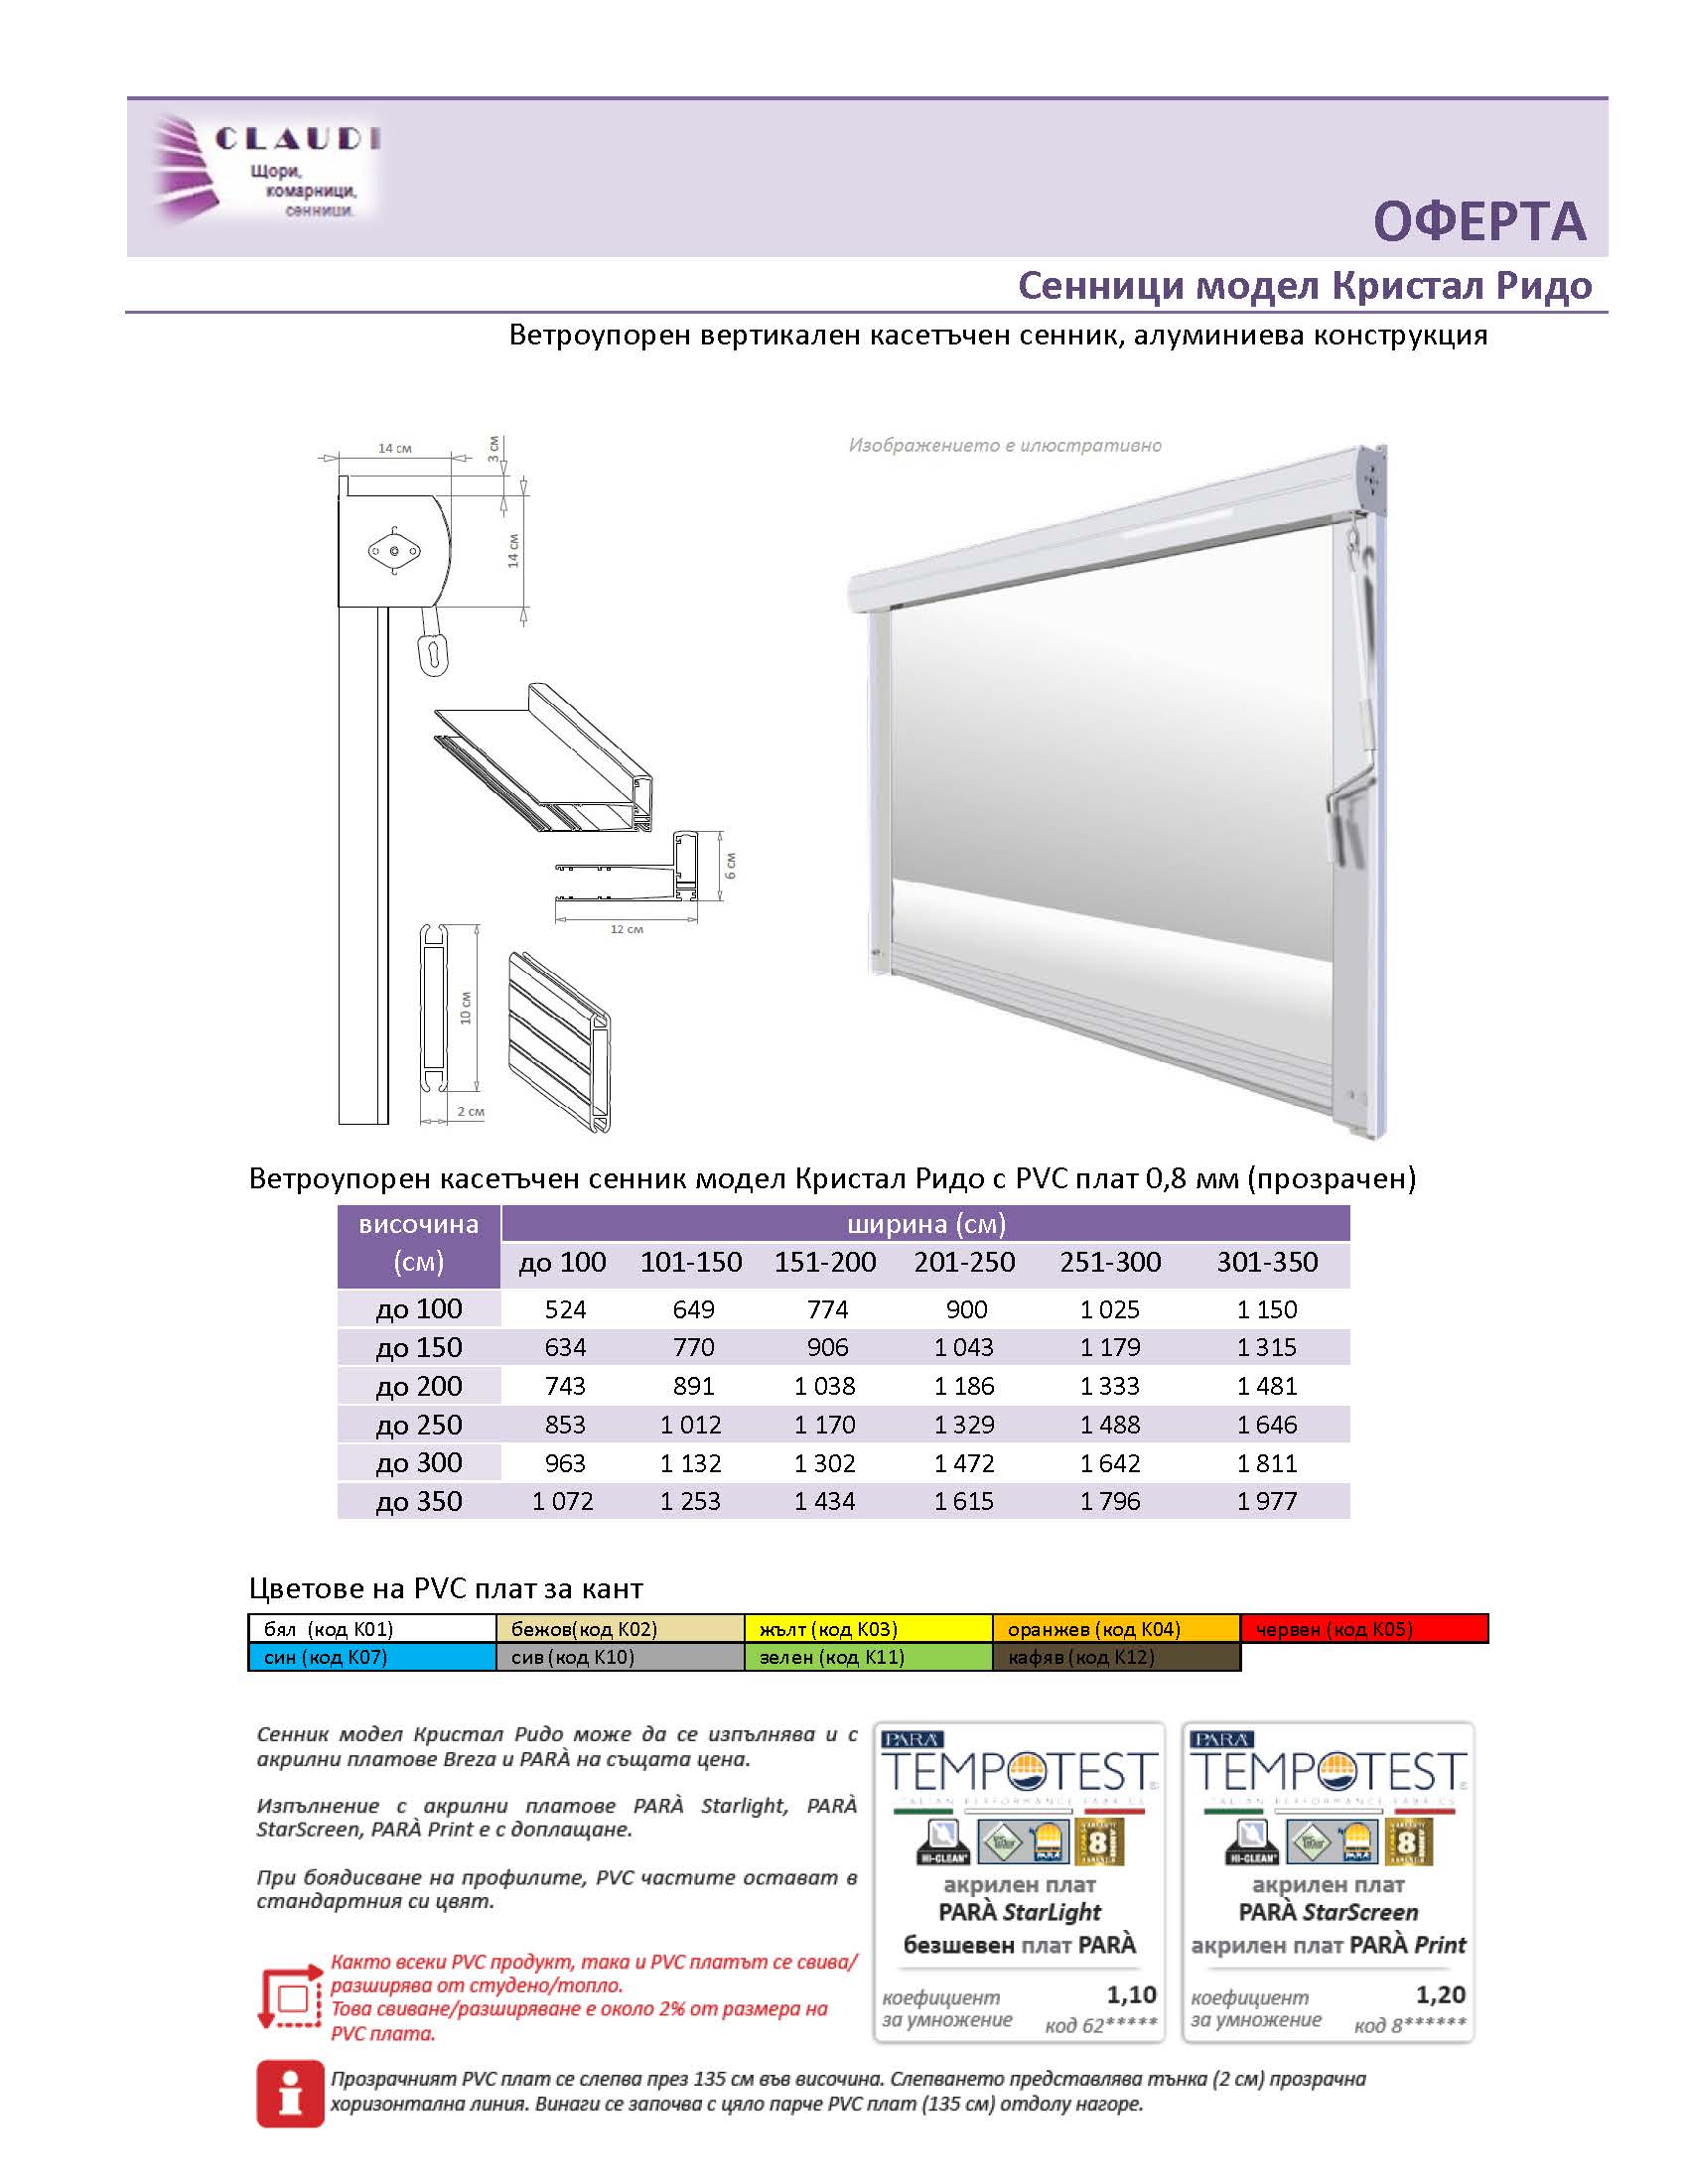 CLAUDI
Щори,
комарници,
сенници.
ОФЕРТА
Сенници модел Кристал Ридо
Ветроупорен вертикален касетъчен сенник, алуминиева конструкция
Изображението е илюстративно
14 см
3 см
14 см
6 см
12 см
10 см
2 см
Ветроупорен касетъчен сенник модел Кристал Ридо с PVC плат 0,8 мм (прозрачен)
височина (см) ширина (см)
до 100 101-150 151-200 201-250 251-300 301-350
до 100 524 649 774 900 1 025 1 150
до 150 634 770 906 1 043 1 179 1 315
до 200 743 891 1 038 1 186 1 333 1 481
до 250 853 1 012 1 170 1 329 1 488 1 646
до 300 963 1 132 1 302 1 472 1 642 1 811
до 350 1 072 1 253 1 434 1 615 1 796 1 977
Цветове на PVC плат за кант
бял (код К01) бежов(код К02) жълт (код К03) оранжев (код К04) червен (код К05)
син (код К07) сив (код К10) зелен (код К11) кафяв (код К12)
Сенник модел Кристал Ридо може да се изпълнява и с
акрилни платове Breza и PARÀ на същата цена.
Изпълнение с акрилни платове PARÀ Starlight, PARÀ
StarScreen, PARÀ Print е с доплащане.
При боядисване на профилите, PVC частите остават в
стандартния си цвят.
Както всеки PVC продукт, така и PVC платът се свива/
разширява от студено/топло.
Това свиване/разширяване е около 2% от размера на
PVC плата.
PARA'
TEMPOTEST
ITALIAN PERFORMANCE FABRICS
HI-CLEAN
8
акрилен плат
PARÀ StarLight
безшевен плат PARÀ
коефициент
за умножение
1,10
код 62*****
PARA'
TEMPOTEST
ITALIAN PERFORMANCE FABRICS
HI-CLEAN
8
акрилен плат
PARÀ StarScreen
акрилен плат PARÀ Print
коефициент
за умножение
1,20
код 8******
Прозрачният PVC плат се слепва през 135 см във височина. Слепването представлява тънка (2 см) прозрачна
хоризонтална линия. Винаги се започва с цяло парче PVC плат (135 см) отдолу нагоре.